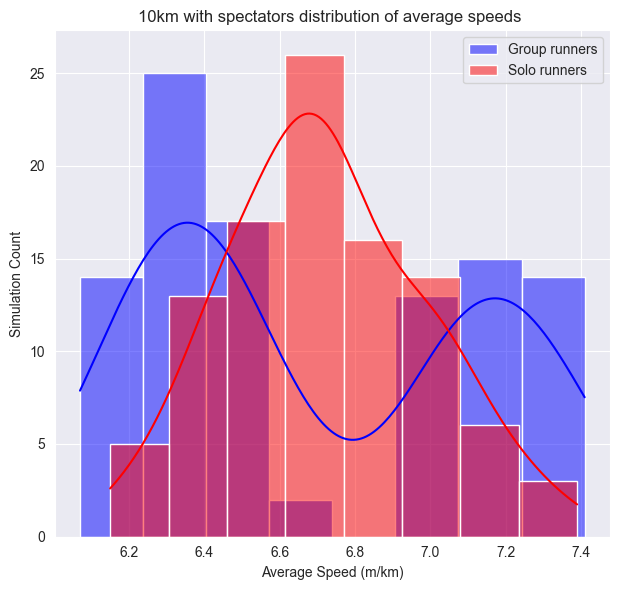 10km with spectators distribution of average speeds
Group runners
Solo runners
Simulation Count
25
20
15
10
5
0
6.2 6.4 6.6 6.8 7.0 7.2 7.4
Average Speed (m/km)